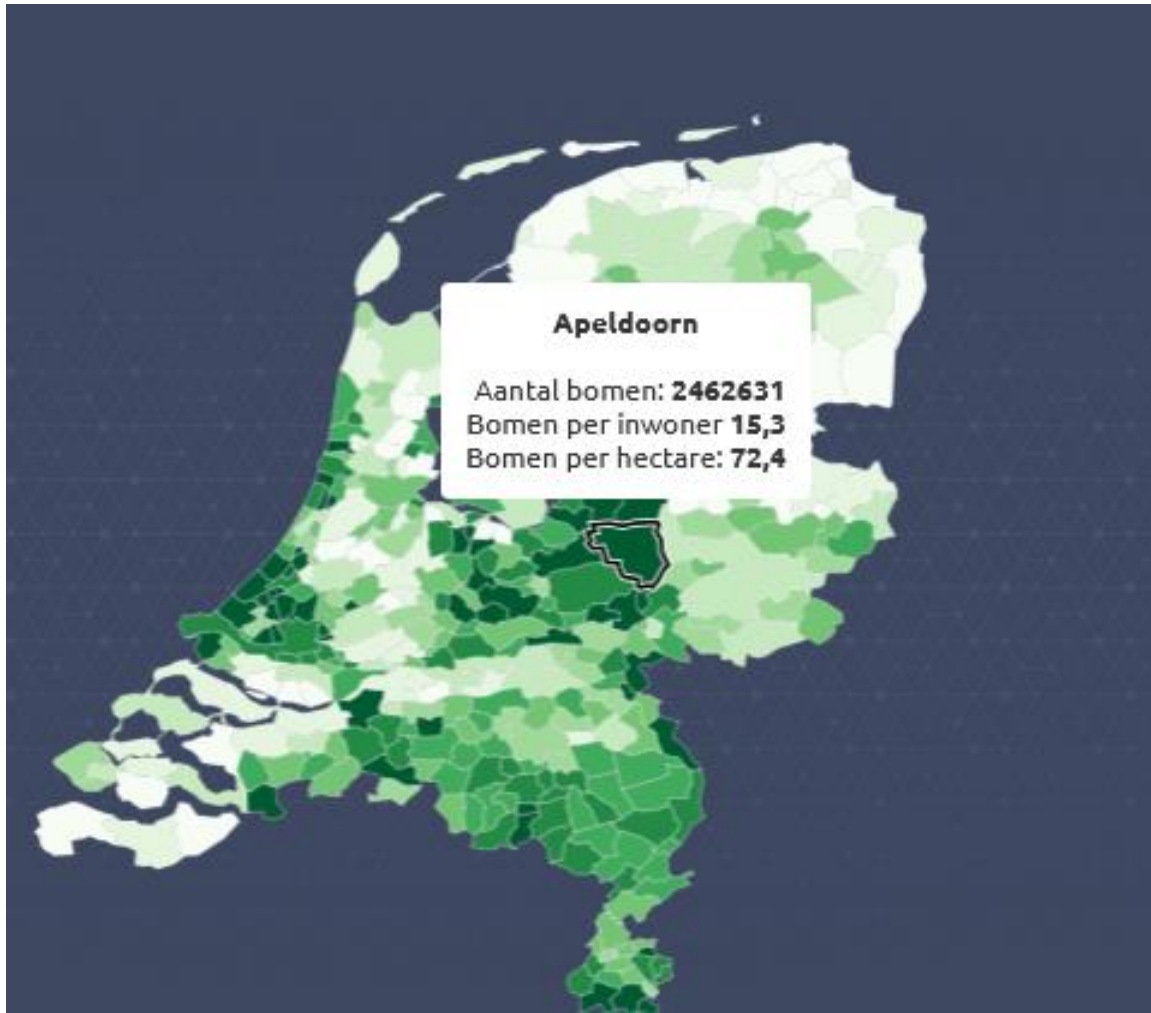 Apeldoorn
Aantal bomen: 2462631
Bomen per inwoner 15,3
Bomen per hectare: 72,4